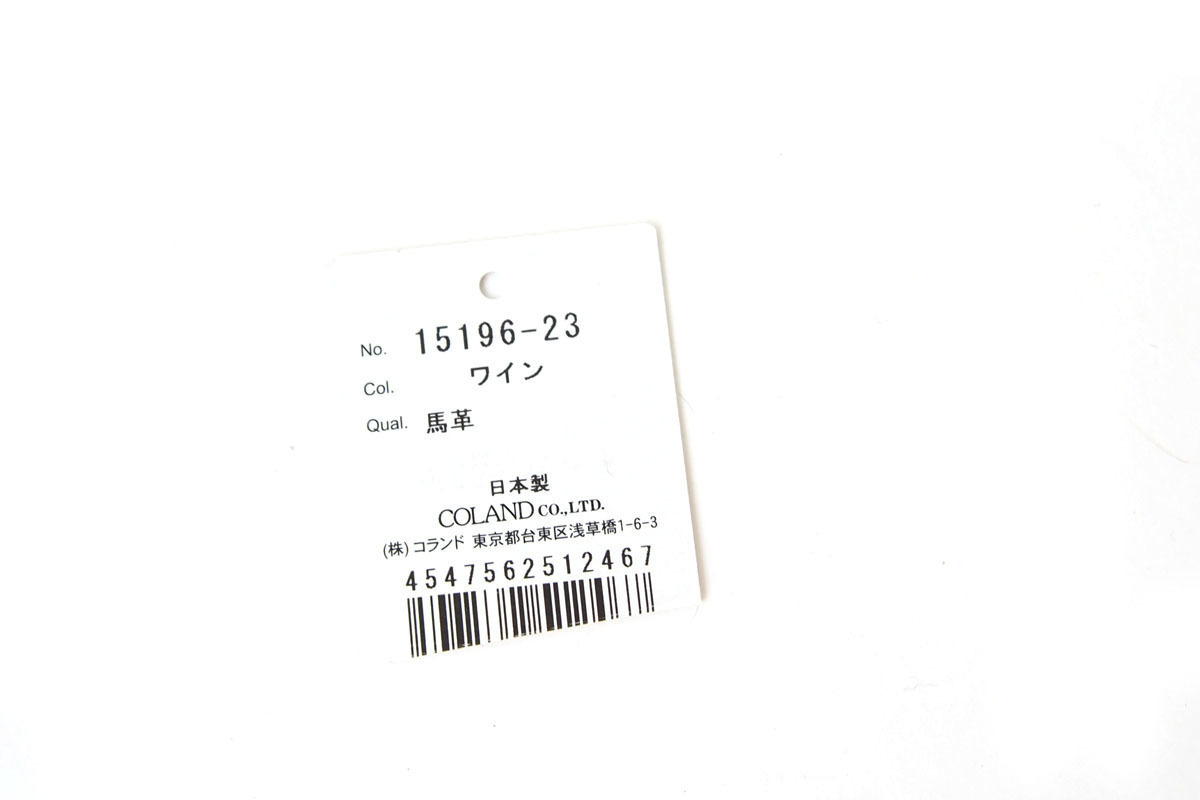 No. 15196-23
Col. ワイン
Qual. 馬革
日本製
COLAND CO.,LTD.
(株)コランド 東京都台東区浅草橋1-6-3
4547562512467